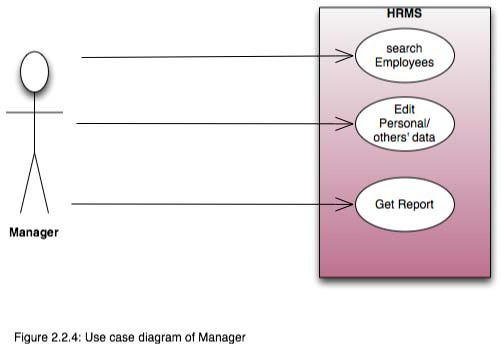 HRMS
search
Employees
Edit
Personal/
others' data
Get Report
Manager
Figure 2.2.4: Use case diagram of Manager